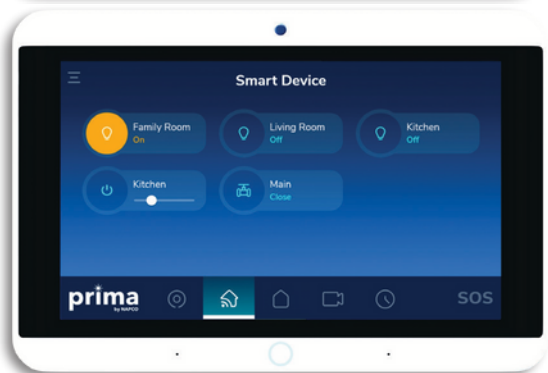 Smart Device
Family Room
On
Living Room
Off
Kitchen
Off
Kitchen
Main
Close
prima
by NAPCO
SOS